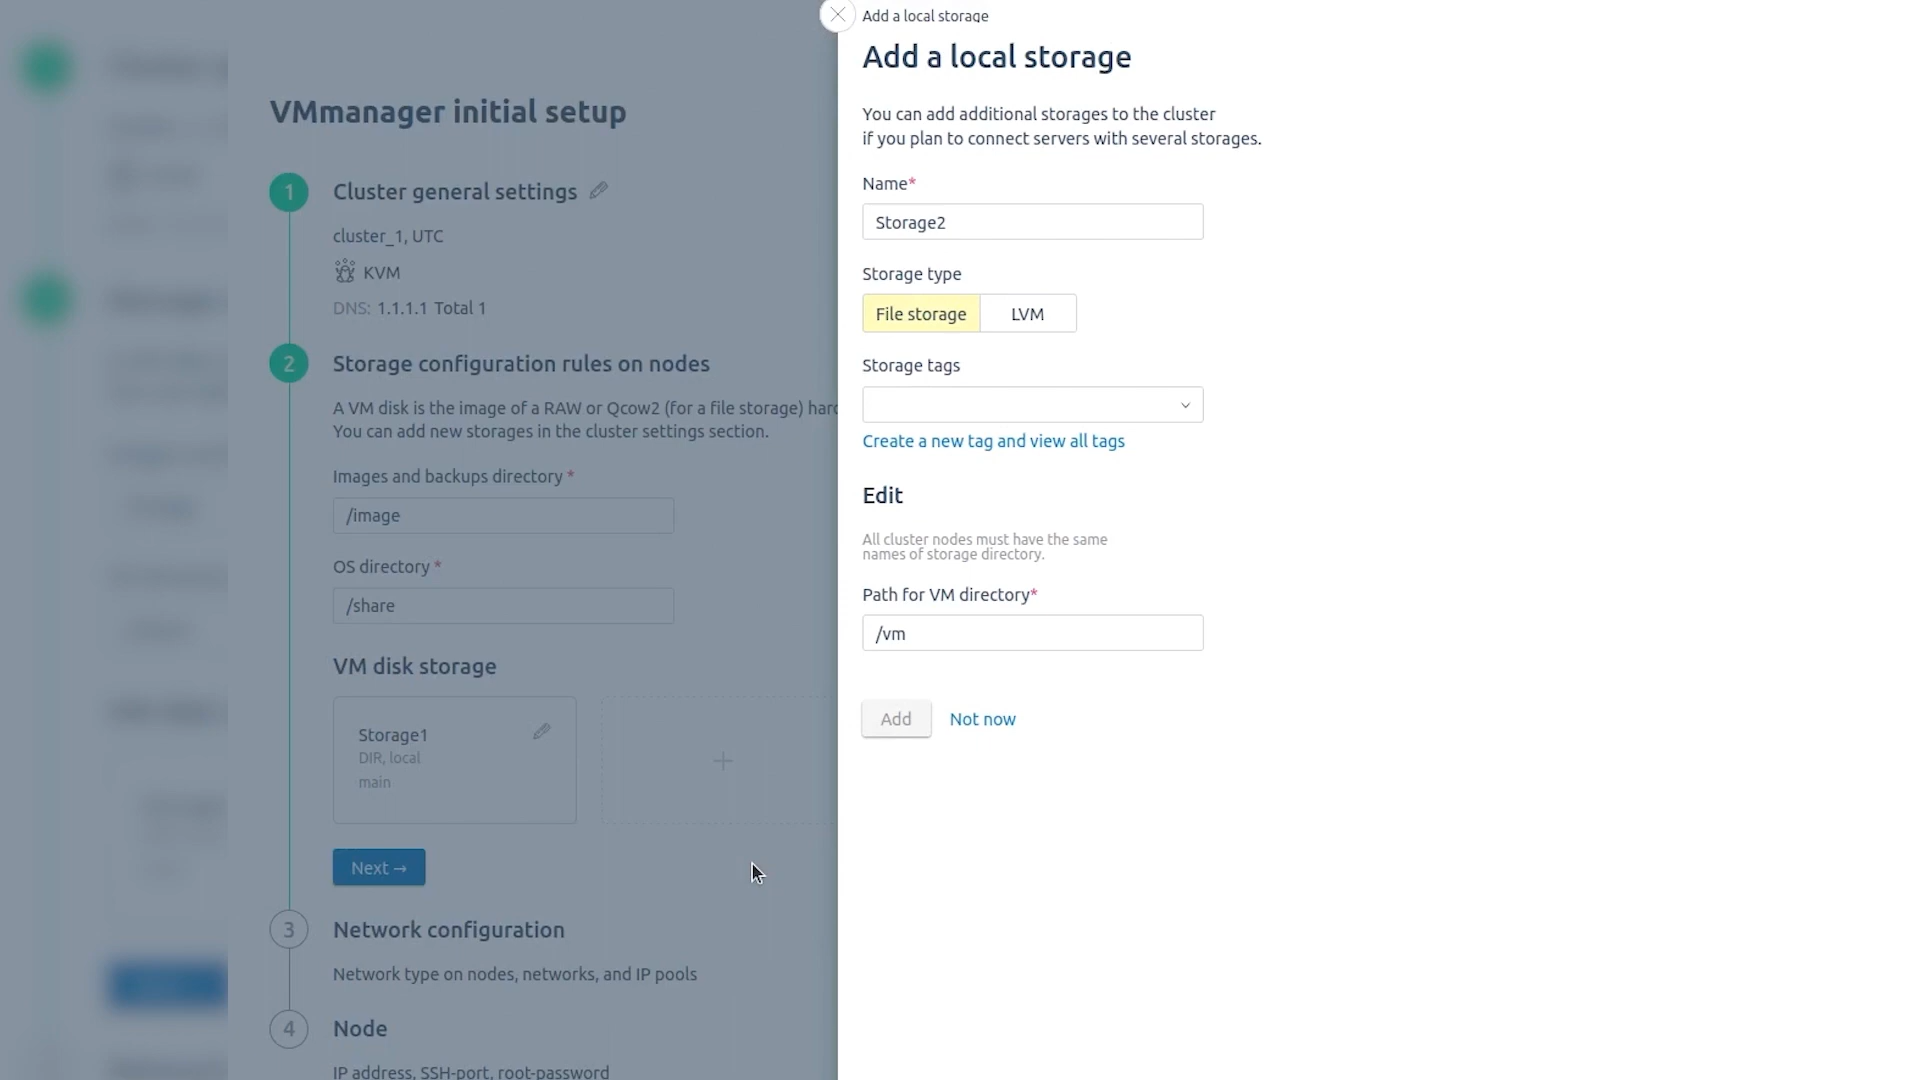 VMmanager initial setup
1
Cluster general settings
cluster_1, UTC
KVM
DNS: 1.1.1.1 Total 1
2
Storage configuration rules on nodes
A VM disk is the image of a RAW or Qcow2 (for a file storage)
You can add new storages in the cluster settings section.
Images and backups directory *
/image
OS directory *
/share
VM disk storage
Storage1
DIR, local
main
Next →
3
Network configuration
Network type on nodes, networks, and IP pools
4
Node
IP address, SSH-port, root-password
Add a local storage
Add a local storage
You can add additional storages to the cluster
if you plan to connect servers with several storages.
Name*
Storage2
Storage type
File storage
LVM
Storage tags
Create a new tag and view all tags
Edit
All cluster nodes must have the same
names of storage directory.
Path for VM directory*
/vm
Add
Not now